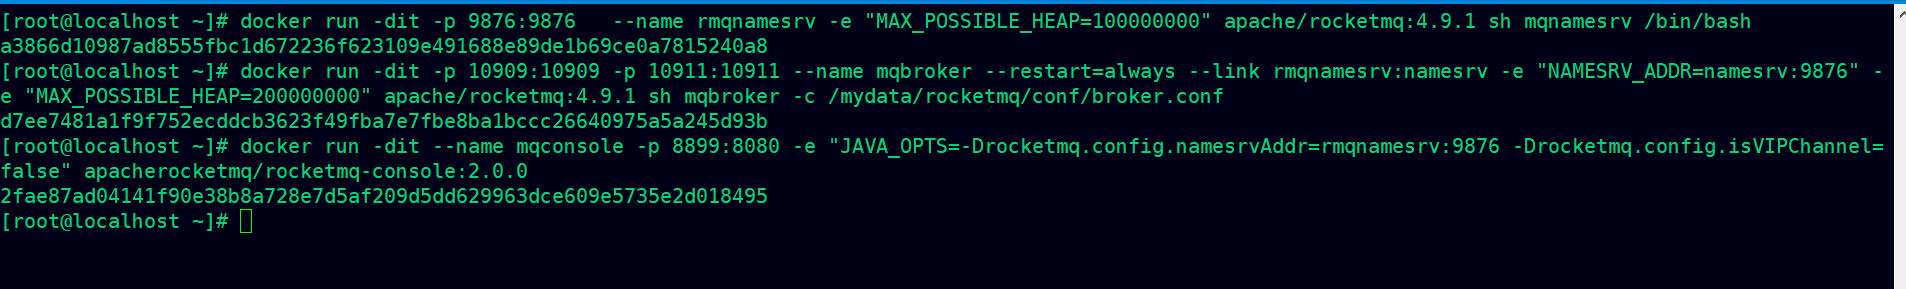 [root@localhost ~]# docker run -dit -p 9876:9876   --name rmqnamesrv -e "MAX_POSSIBLE_HEAP=100000000" apache/rocketmq:4.9.1 sh mqnamesrv /bin/bash
a3866d10987ad8555fbc1d672236f623109e491688e89de1b69ce0a7815240a8
[root@localhost ~]# docker run -dit -p 10909:10909 -p 10911:10911 --name mqbroker --restart=always --link rmqnamesrv:namesrv -e "NAMESRV_ADDR=namesrv:9876" -
e "MAX_POSSIBLE_HEAP=200000000" apache/rocketmq:4.9.1 sh mqbroker -c /mydata/rocketmq/conf/broker.conf
d7ee7481a1f9f752ecddcb3623f49fba7e7fbe8ba1bccc26640975a5a245d93b
[root@localhost ~]# docker run -dit --name mqconsole -p 8899:8080 -e "JAVA_OPTS=-Drocketmq.config.namesrvAddr=rmqnamesrv:9876 -Drocketmq.config.isVIPChannel=
false" apacherocketmq/rocketmq-console:2.0.0
2fae87ad04141f90e38b8a728e7d5af209d5dd629963dce609e5735e2d018495
[root@localhost ~]#